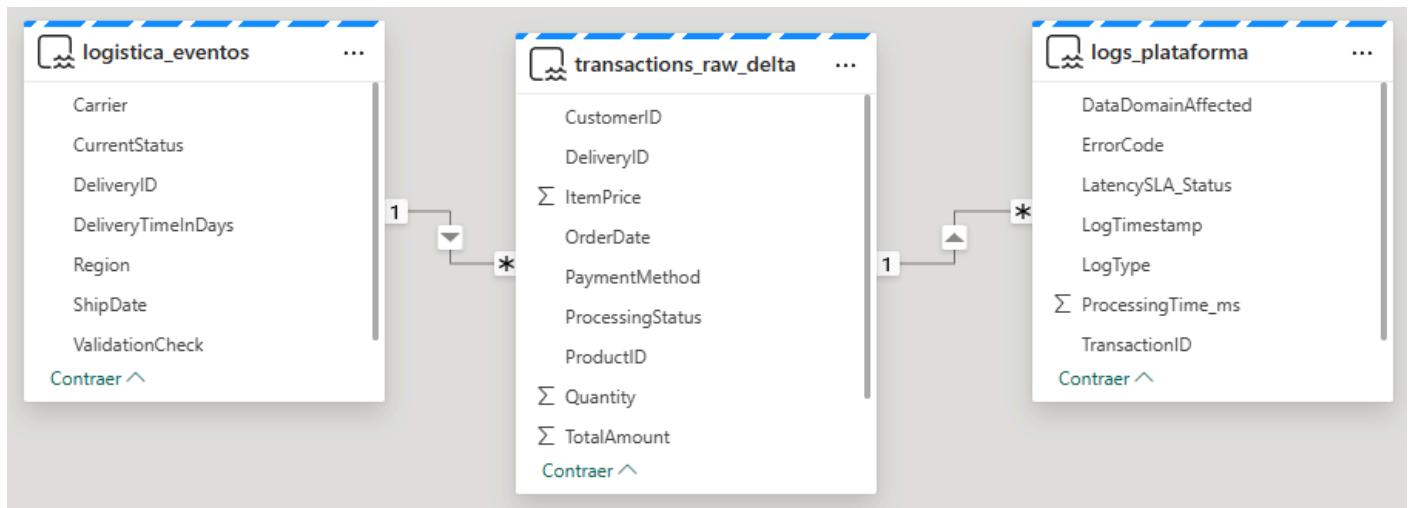 logistica_eventos
...
Carrier
CurrentStatus
DeliveryID
DeliveryTimeInDays
Region
ShipDate
ValidationCheck
Contraer
1
*
transactions_raw_delta
...
CustomerID
DeliveryID
Σ ItemPrice
OrderDate
PaymentMethod
ProcessingStatus
ProductID
Σ Quantity
Σ TotalAmount
Contraer
1
*
logs_plataforma
...
DataDomainAffected
ErrorCode
LatencySLA_Status
LogTimestamp
LogType
Σ ProcessingTime_ms
TransactionID
Contraer